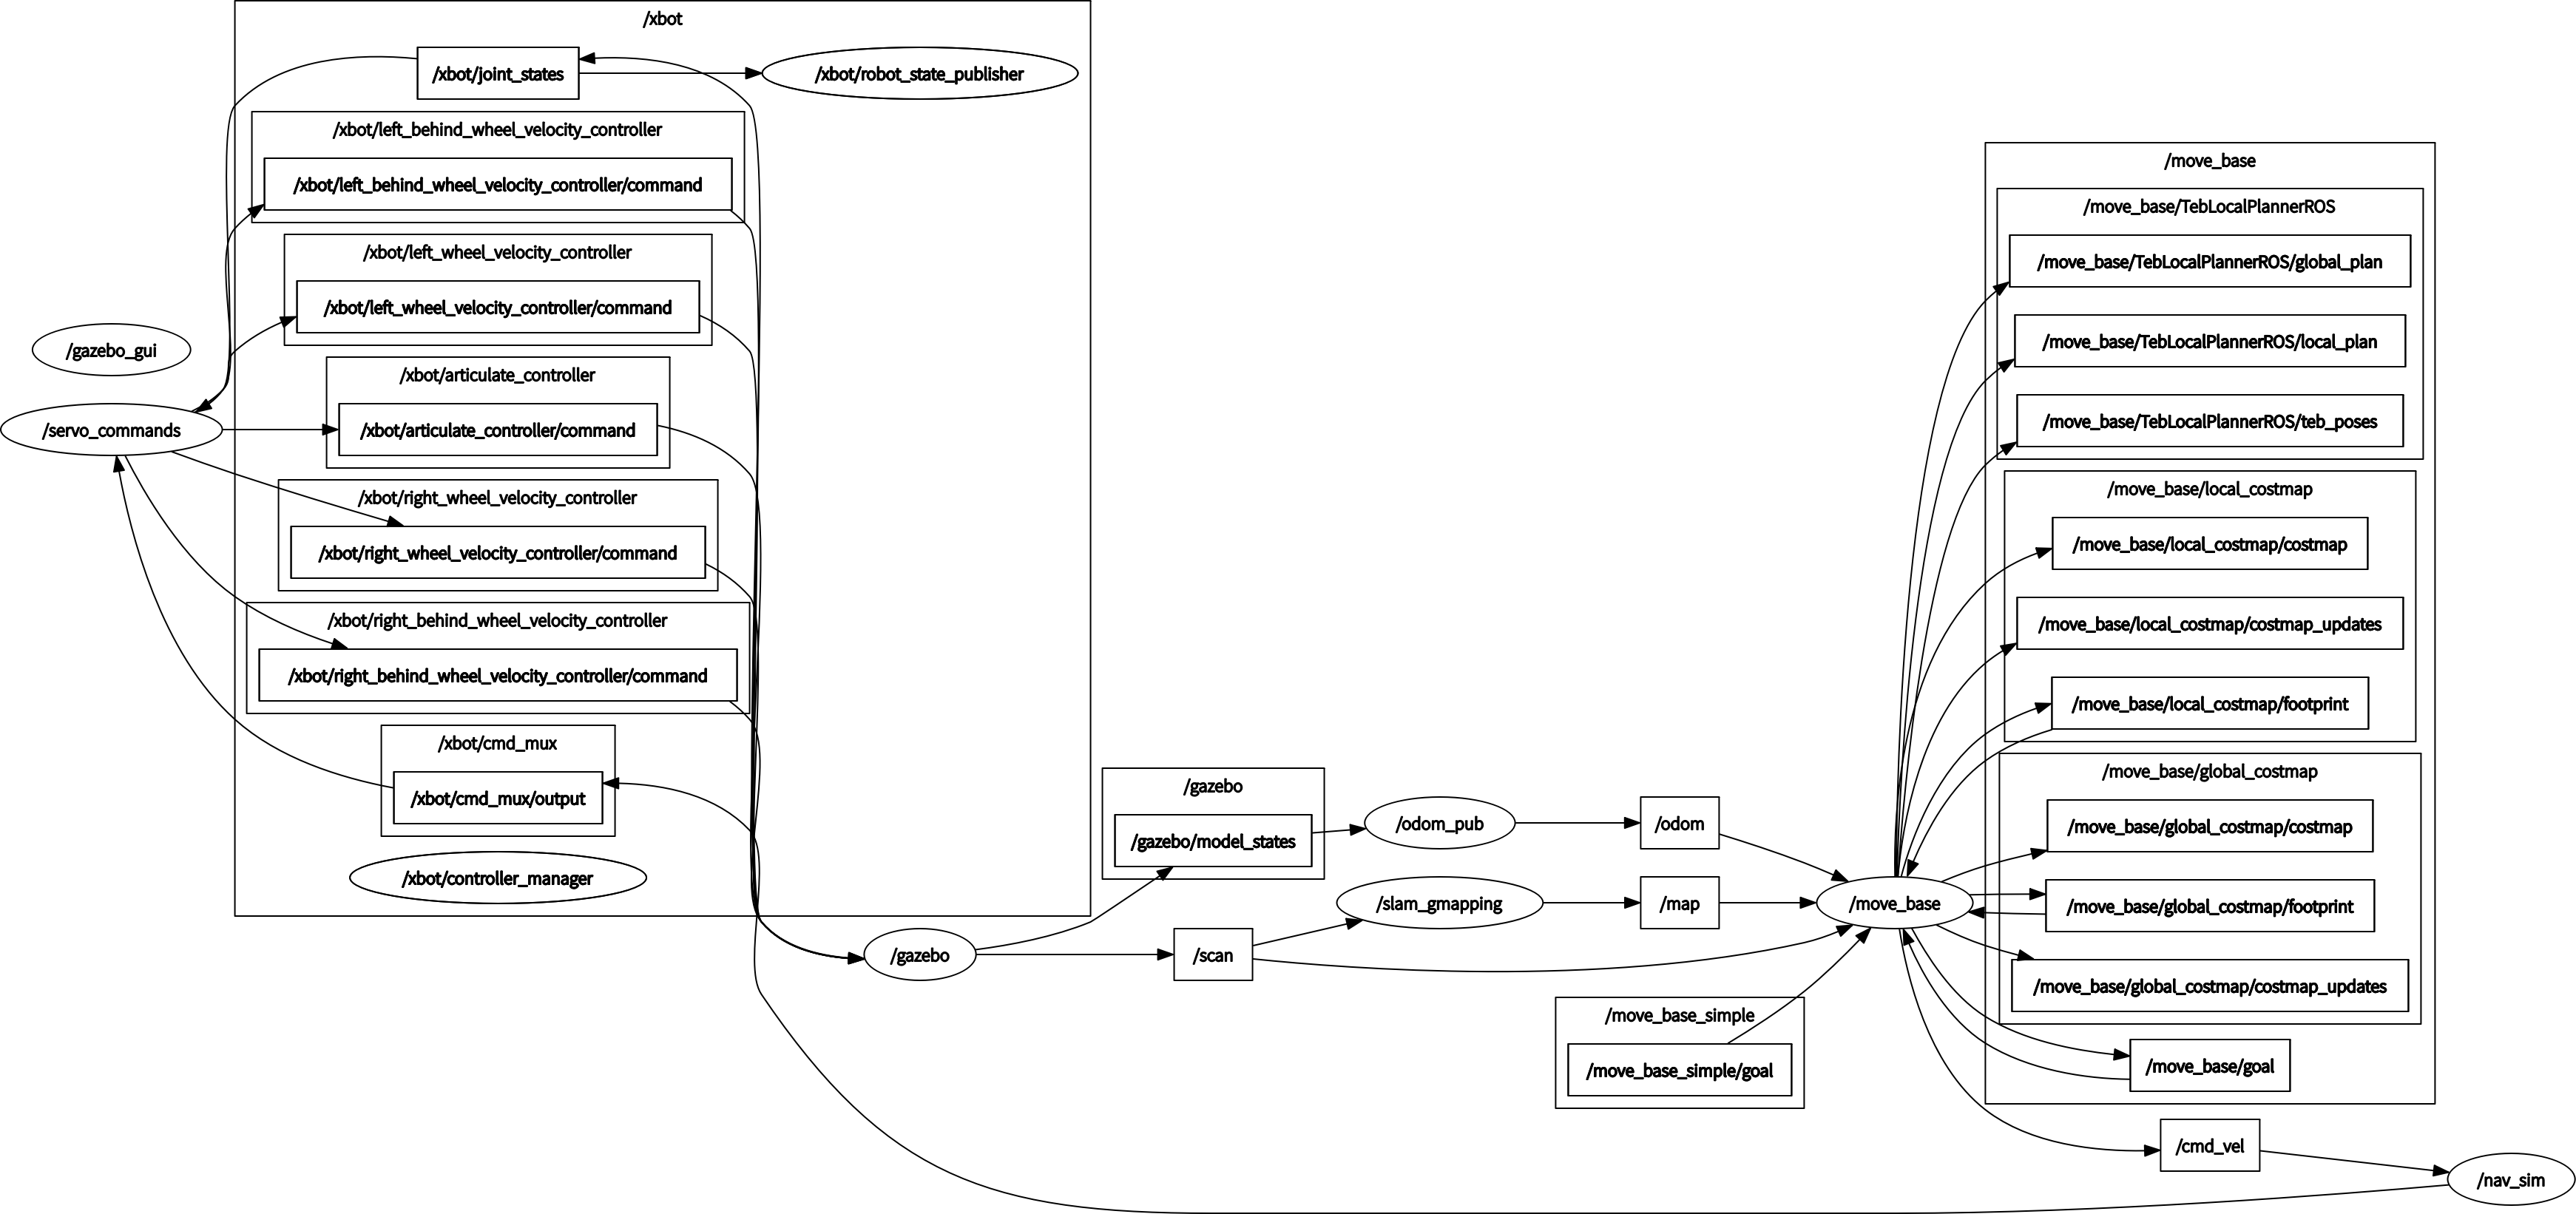 /xbot
/xbot/joint_states
/xbot/robot_state_publisher
/xbot/left_behind_wheel_velocity_controller
/xbot/left_behind_wheel_velocity_controller/command
/xbot/left_wheel_velocity_controller
/xbot/left_wheel_velocity_controller/command
/gazebo_gui
/xbot/articulate_controller
/servo_commands
/xbot/articulate_controller/command
/xbot/right_wheel_velocity_controller
/xbot/right_wheel_velocity_controller/command
/xbot/right_behind_wheel_velocity_controller
/xbot/right_behind_wheel_velocity_controller/command
/xbot/cmd_mux
/xbot/cmd_mux/output
/xbot/controller_manager
/gazebo
/gazebo
/gazebo/model_states
/scan
/odom_pub
/slam_gmapping
/odom
/map
/move_base_simple
/move_base_simple/goal
/move_base
/move_base
/move_base/TebLocalPlannerROS
/move_base/TebLocalPlannerROS/global_plan
/move_base/TebLocalPlannerROS/local_plan
/move_base/TebLocalPlannerROS/teb_poses
/move_base/local_costmap
/move_base/local_costmap/costmap
/move_base/local_costmap/costmap_updates
/move_base/local_costmap/footprint
/move_base/global_costmap
/move_base/global_costmap/costmap
/move_base/global_costmap/footprint
/move_base/global_costmap/costmap_updates
/move_base/goal
/cmd_vel
/nav_sim